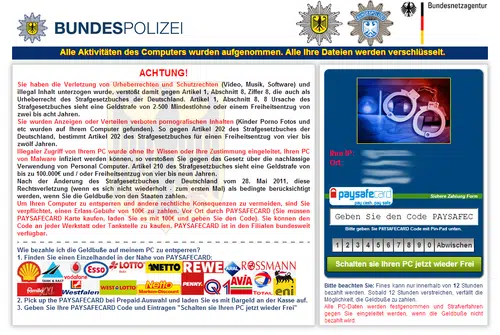 BUNDESPOLIZEI
Bundesnetzagentur
Alle Aktivitäten des Computers wurden aufgenommen. Alle Ihre Dateien werden verschlüsselt.
ACHTUNG!
Sie haben die Verletzung von Urheberrechten und Schutzrechten (Video, Musik, Software) und
illegal Inhalt unterzogen wurde, verstößt damit gegen Artikel 1, Abschnitt 8, Ziffer 8, die auch als
Urheberrecht des Strafgesetzbuches der Deutschland. Artikel 1, Abschnitt 8, 8 Ursache des
Strafgesetzbuches sieht eine Geldstrafe von 2-500 Mindestlöhne oder einem Freiheitsentzug von
zwei bis acht Jahren.
Sie wurden Anzeigen oder Verteilen verboten pornografischen Inhalten (Kinder Porno Fotos und
etc wurden auf Ihrem Computer gefunden). So gegen Artikel 202 des Strafgesetzbuches der
Deutschland, bestimmt Artikel 202 des Strafgesetzbuches für einen Freiheitsentzug von vier bis
zwölf Jahren.
Illegaler Zugriff von Ihrem PC wurde ohne Ihr Wissen oder Ihre Zustimmung eingeleitet, Ihren PC
von Malware infiziert worden können, so verstoßen Sie gegen das Gesetz über die nachlässige
Verwendung von Personal Computer. Artikel 210 des Strafgesetzbuches sieht eine Geldstrafe von
bis zu 100.000€ und / oder Freiheitsentzug von vier bis neun Jahren.
Nach der Änderung des Strafgesetzbuches der Deutschland vom 28. Mai 2011, diese
Rechtsverletzung (wenn es sich nicht wiederholt - zum ersten Mal) als bedingte berücksichtigt
werden, wenn Sie die Geldbuße von den Staaten zahlen.
Um Ihren Computer zu entsperren und andere rechtliche Konsequenzen zu vermeiden, sind Sie
verpflichtet, einen Erlass-Gebühr von 100€ zu zahlen. Vor Ort durch PAYSAFECARD (Sie müssen
PAYSAFECARD Karte kaufen, laden Sie es mit 100€ und geben Sie den Code). Sie können den
Code an jeder Werkstatt oder Tankstelle zu kaufen. PAYSAFECARD ist in den Filialen bundesweit
verfügbar.
Wie bezahle ich die Geldbuße auf meinen PC zu entsperren?
1. Finden Sie einen Einzelhandel in der Nahe von PAYSAFECARD:
LOTTO
Esso
NETTO
REWE
ROSSMANN
Westfalen
Q1
TOTAL
eni
2. Pick up the PAYSAFECARD bei Prepaid-Auswahl und laden Sie es mit Bargeld an der Kasse auf.
3. Geben Sie Ihre PAYSAFECARD Code und Eintragen "Schalten Sie Ihren PC jetzt wieder Frei"
Ihre IP:
Ort:
paysafecard
pay cash. pay safe.
Sichere Zahlung Form
Geben Sie den Code PAYSAFEC
Bitte geben Sie PAYSAFECARD Code mit Pin-Pad unten.
1 2 3 4 5 6 7 8 9 0 Abwischen
Schalten sie Ihren PC jetzt wieder Frei!
Bitte beachten Sie: Fines kann nur innerhalb von 12 Stunden
bezahlt werden. Sobald 12 Stunden verstreichen, verfällt die
Möglichkeit, die Geldbuße zu zahlen.
Alle PC-Daten werden festgenommen und Strafverfahren
gegen Sie eingeleitet werden, wenn die Geldbuße nicht
bezahlt wird.